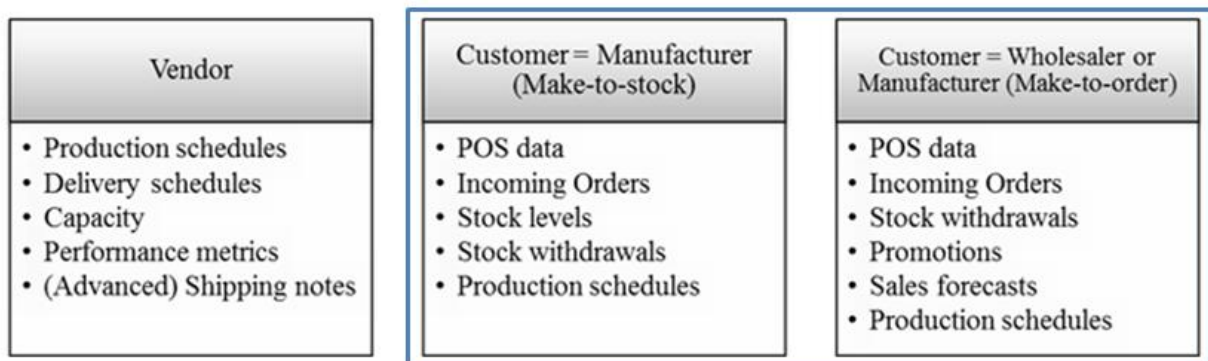 Vendor
• Production schedules
• Delivery schedules
• Capacity
• Performance metrics
• (Advanced) Shipping notes
Customer = Manufacturer
(Make-to-stock)
• POS data
• Incoming Orders
• Stock levels
• Stock withdrawals
• Production schedules
Customer = Wholesaler or
Manufacturer (Make-to-order)
• POS data
• Incoming Orders
• Stock withdrawals
• Promotions
• Sales forecasts
• Production schedules